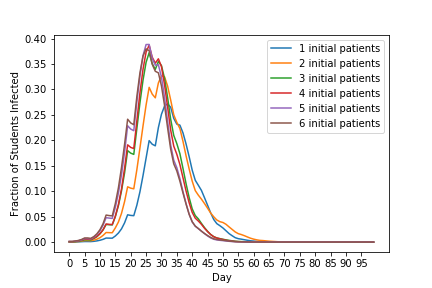 0.40
0.35
0.30
0.25
0.20
0.15
0.10
0.05
0.00
Fraction of Students Infected
1 initial patients
2 initial patients
3 initial patients
4 initial patients
5 initial patients
6 initial patients
0 5 10 15 20 25 30 35 40 45 50 55 60 65 70 75 80 85 90 95
Day